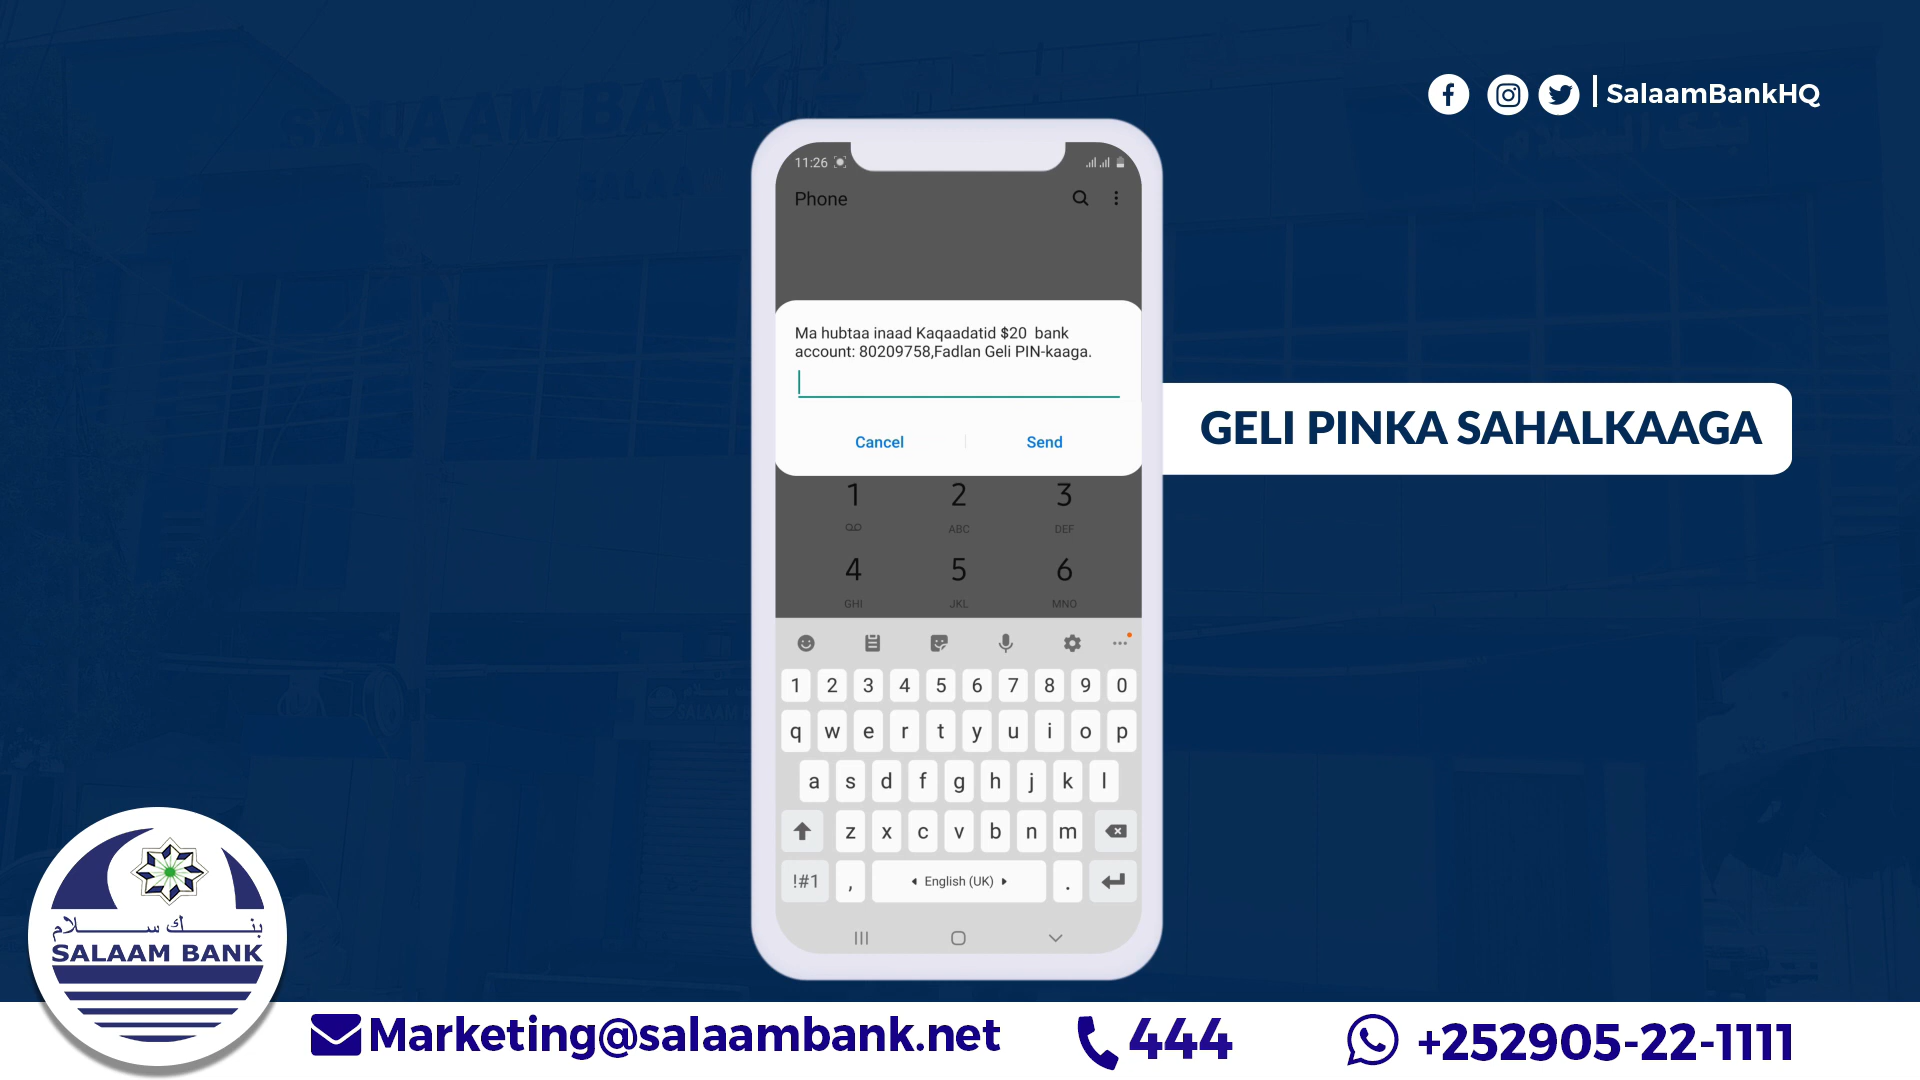 SalaamBankHQ
11:26
Phone
Ma hubtaa inaad Kaqaadatid $20  bank
account: 80209758,Fadlan Geli PIN-kaaga.
Cancel
Send
GELI PINKA SAHALKAAGA
1 2 3
ABC DEF
4 5 6
GHI JKL MNO
1 2 3 4 5 6 7 8 9 0
q w e r t y u i o p
a s d f g h j k l
z x c v b n m
!#1 , English (UK) .
بنك سلام
SALAAM BANK
Marketing@salaambank.net
444
+252905-22-1111